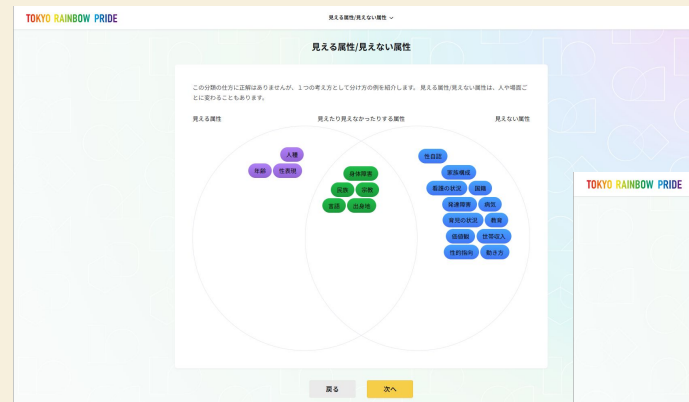 TOKYO RAINBOW PRIDE
見える属性/見えない属性
見える属性/見えない属性
この分類の仕方に正解はありませんが、1つの考え方として分け方の例を紹介します。 見える属性/見えない属性は、人や場面ご
とに変わることもあります。
見える属性 見えたり見えなかったりする属性 見えない属性
人種
年齢 性表現
身体障害
民族 宗教
言語 出身地
性自認
家族構成
看護の状況 国籍
発達障害 病気
育児の状況 教育
価値観 世帯収入
性的指向 働き方
戻る 次へ
TOKYO RAINBOW PRIDE